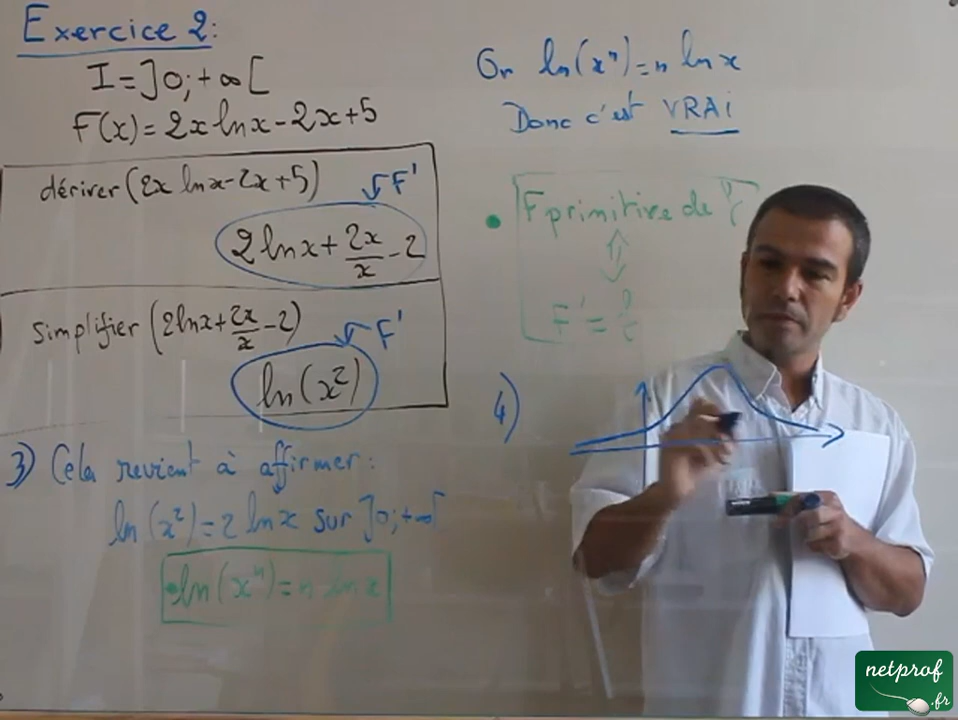 Exercice 2:
I = ]0; +∞[
F(x) = 2x ln x - 2x + 5
dériver (2x ln x - 2x + 5)
F'
2 ln x + 2x/x - 2
simplifier (2 ln x + 2x/x - 2)
F'
ln(x²)
3) Cela revient à affirmer:
ln(x²) = 2 ln x sur ]0; +∞[
ln(xⁿ) = n ln x
Or ln(xⁿ) = n ln x
Donc c'est VRAI
• F primitive de f
F' = f
4)
netprof
.fr